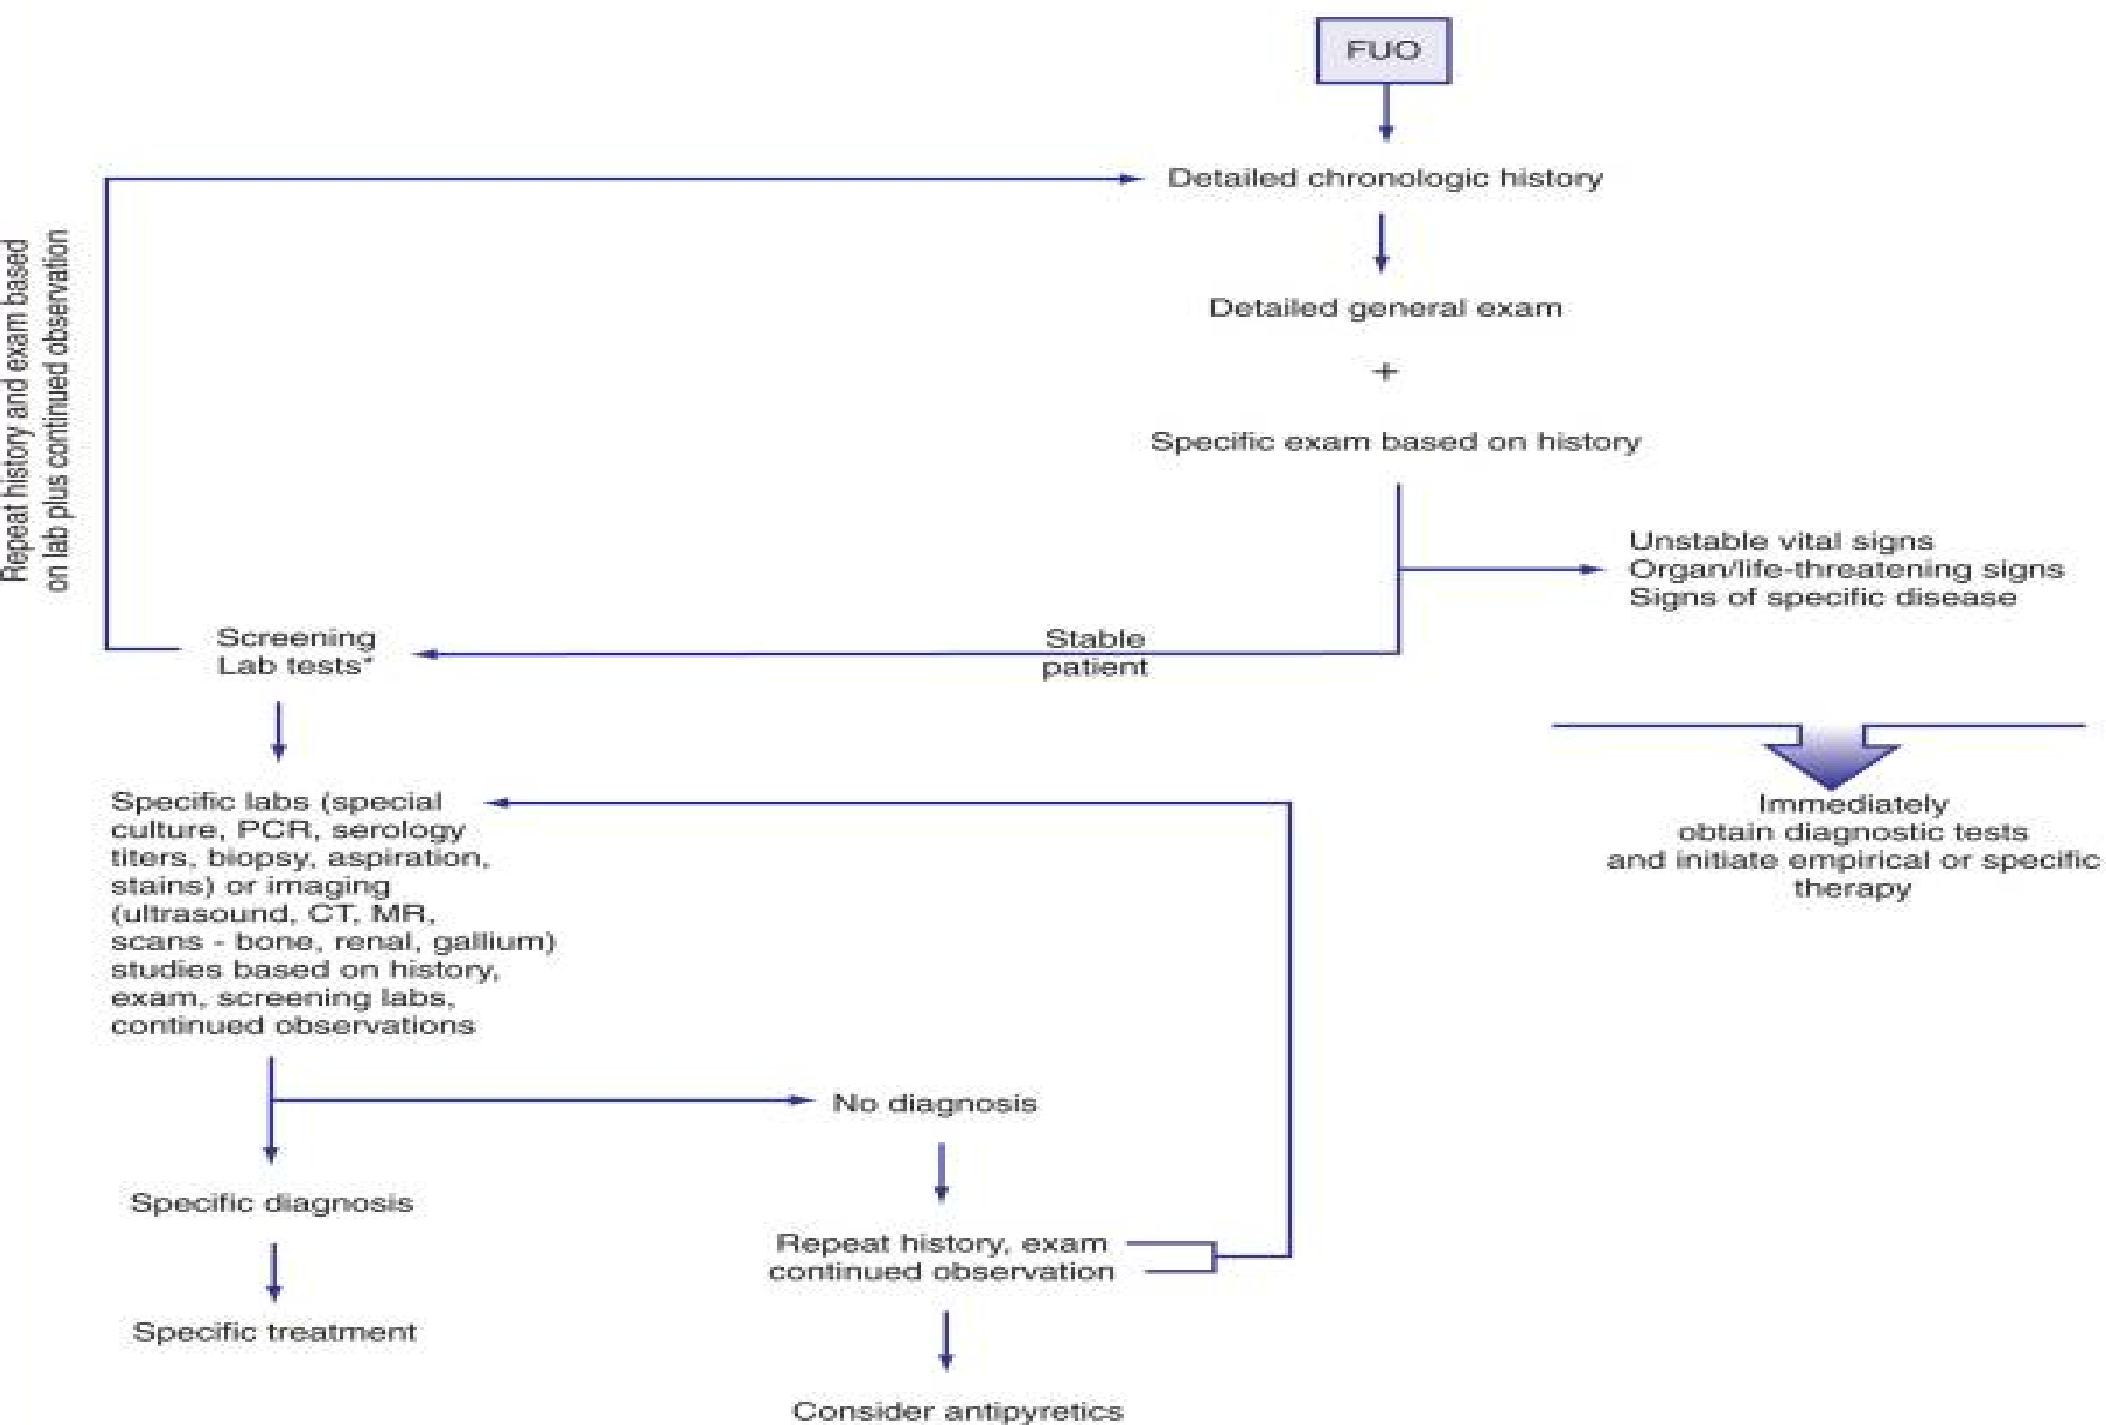 FUO
Detailed chronologic history
Detailed general exam
+
Specific exam based on history
Repeat history and exam based
on lab plus continued observation
Unstable vital signs
Organ/life-threatening signs
Signs of specific disease
Stable
patient
Screening
Lab tests*
Immediately
obtain diagnostic tests
and initiate empirical or specific
therapy
Specific labs (special
culture, PCR, serology
titers, biopsy, aspiration,
stains) or imaging
(ultrasound, CT, MR,
scans - bone, renal, gallium)
studies based on history,
exam, screening labs,
continued observations
No diagnosis
Specific diagnosis
Repeat history, exam
continued observation
Specific treatment
Consider antipyretics